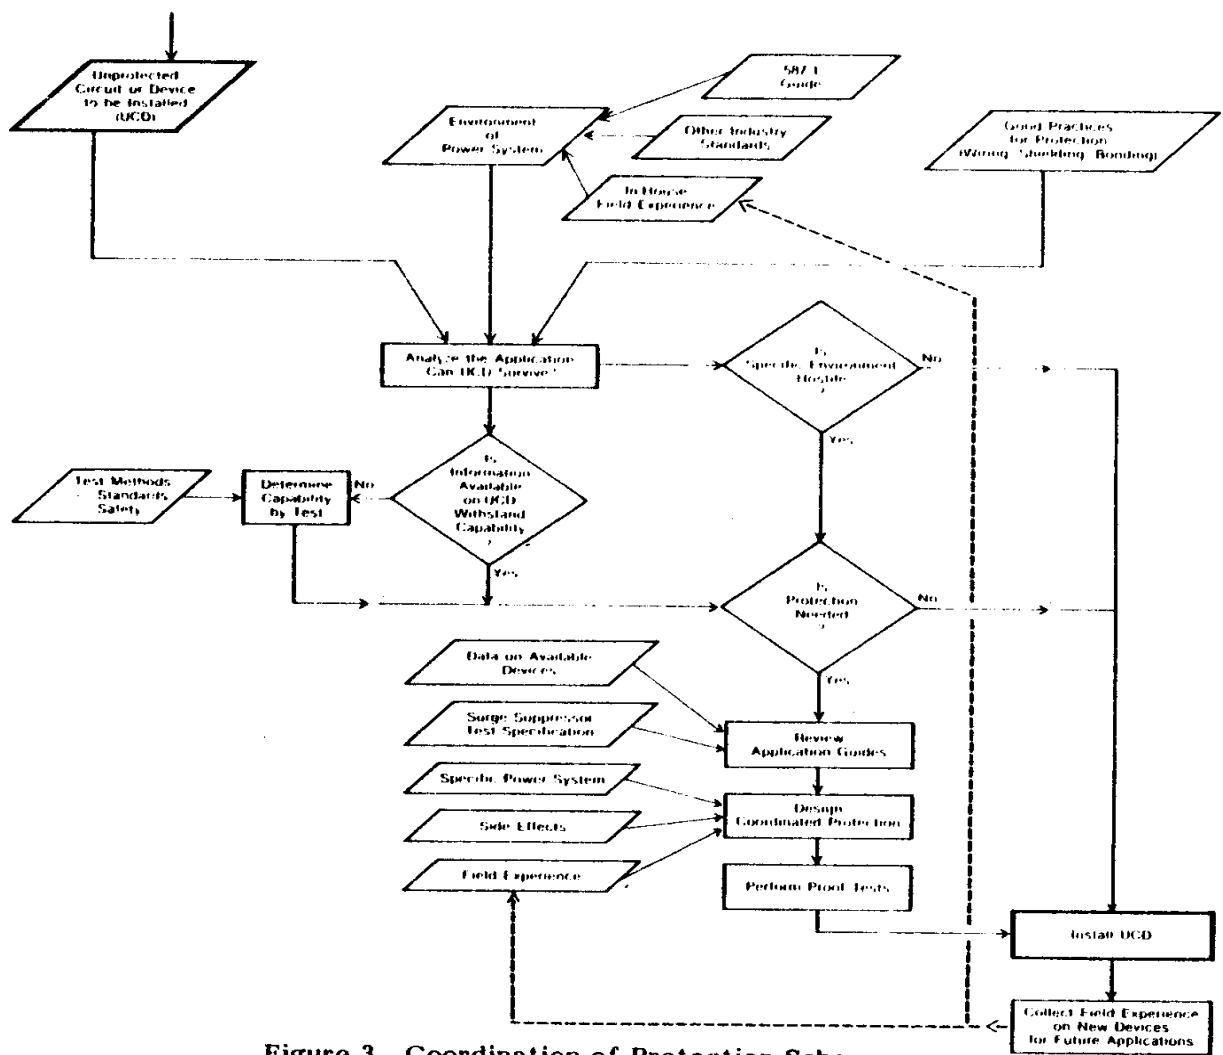 Unprotected
Circuit or Device
to be Installed
(UCD)
587.1
Guide
Environment
of
Power System
Other Industry
Standards
Good Practices
for Protection
(Wiring, Shielding, Bonding)
In House
Field Experience
Analyze the Application
Can UCD Survive?
Is
Specific Environment
Hostile
?
No
Yes
Test Methods
Standards
Safety
Determine
Capability
by Test
No
Is
Information
Available
on UCD
Withstand
Capability
?
Yes
Is
Protection
Needed
?
No
Yes
Data on Available
Devices
Surge Suppressor
Test Specification
Review
Application Guides
Specific Power System
Design
Coordinated Protection
Side Effects
Field Experience
Perform Proof Tests
Install UCD
Collect Field Experience
on New Devices
for Future Applications
Figure 3. Coordination of Protection